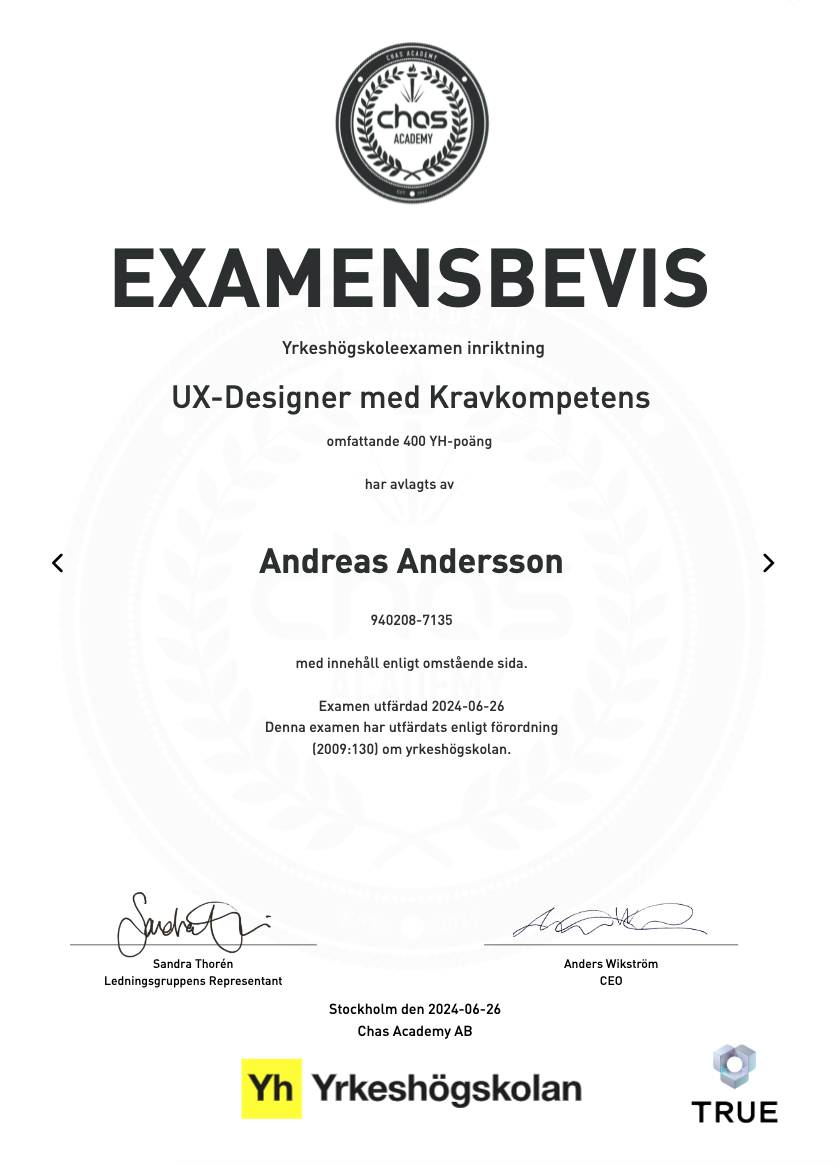 CHAS ACADEMY
chas
ACADEMY
EXAMENSBEVIS
Yrkeshögskoleexamen inriktning
UX-Designer med Kravkompetens
omfattande 400 YH-poäng
har avlagts av
Andreas Andersson
940208-7135
med innehåll enligt omstående sida.
Examen utfärdad 2024-06-26
Denna examen har utfärdats enligt förordning
(2009:130) om yrkeshögskolan.
Sandra Thorén
Ledningsgruppens Representant
Anders Wikström
CEO
Stockholm den 2024-06-26
Chas Academy AB
Yh Yrkeshögskolan
TRUE